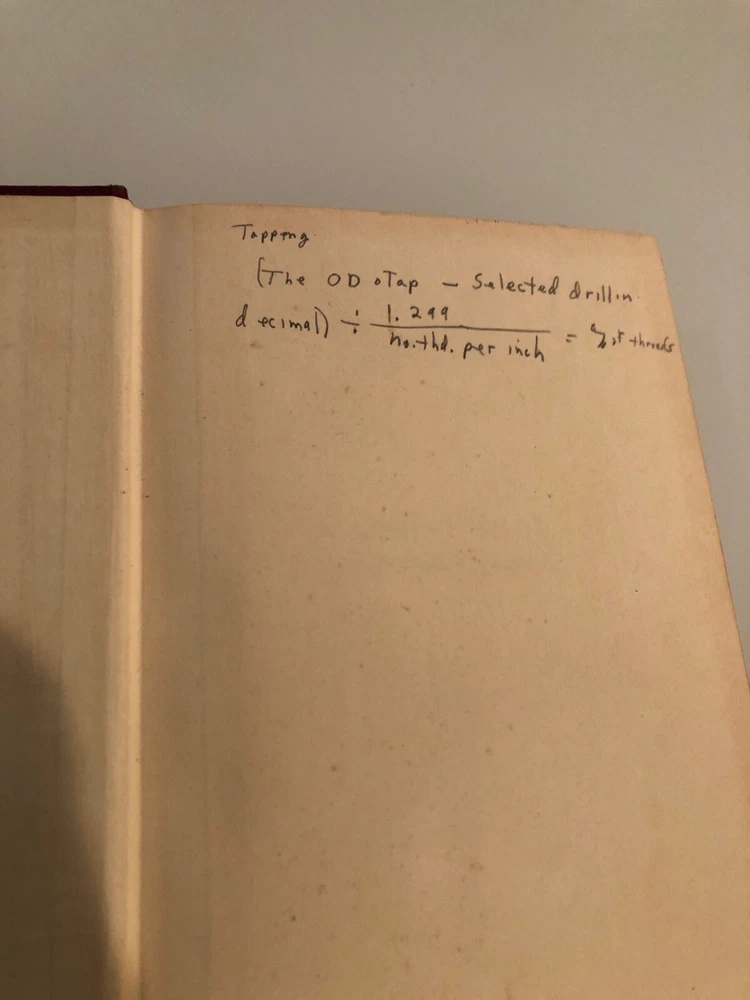 Tapping
(The OD oTap – Selected drill in
decimal) ÷ 1.299
no. thd. per inch = % of threads